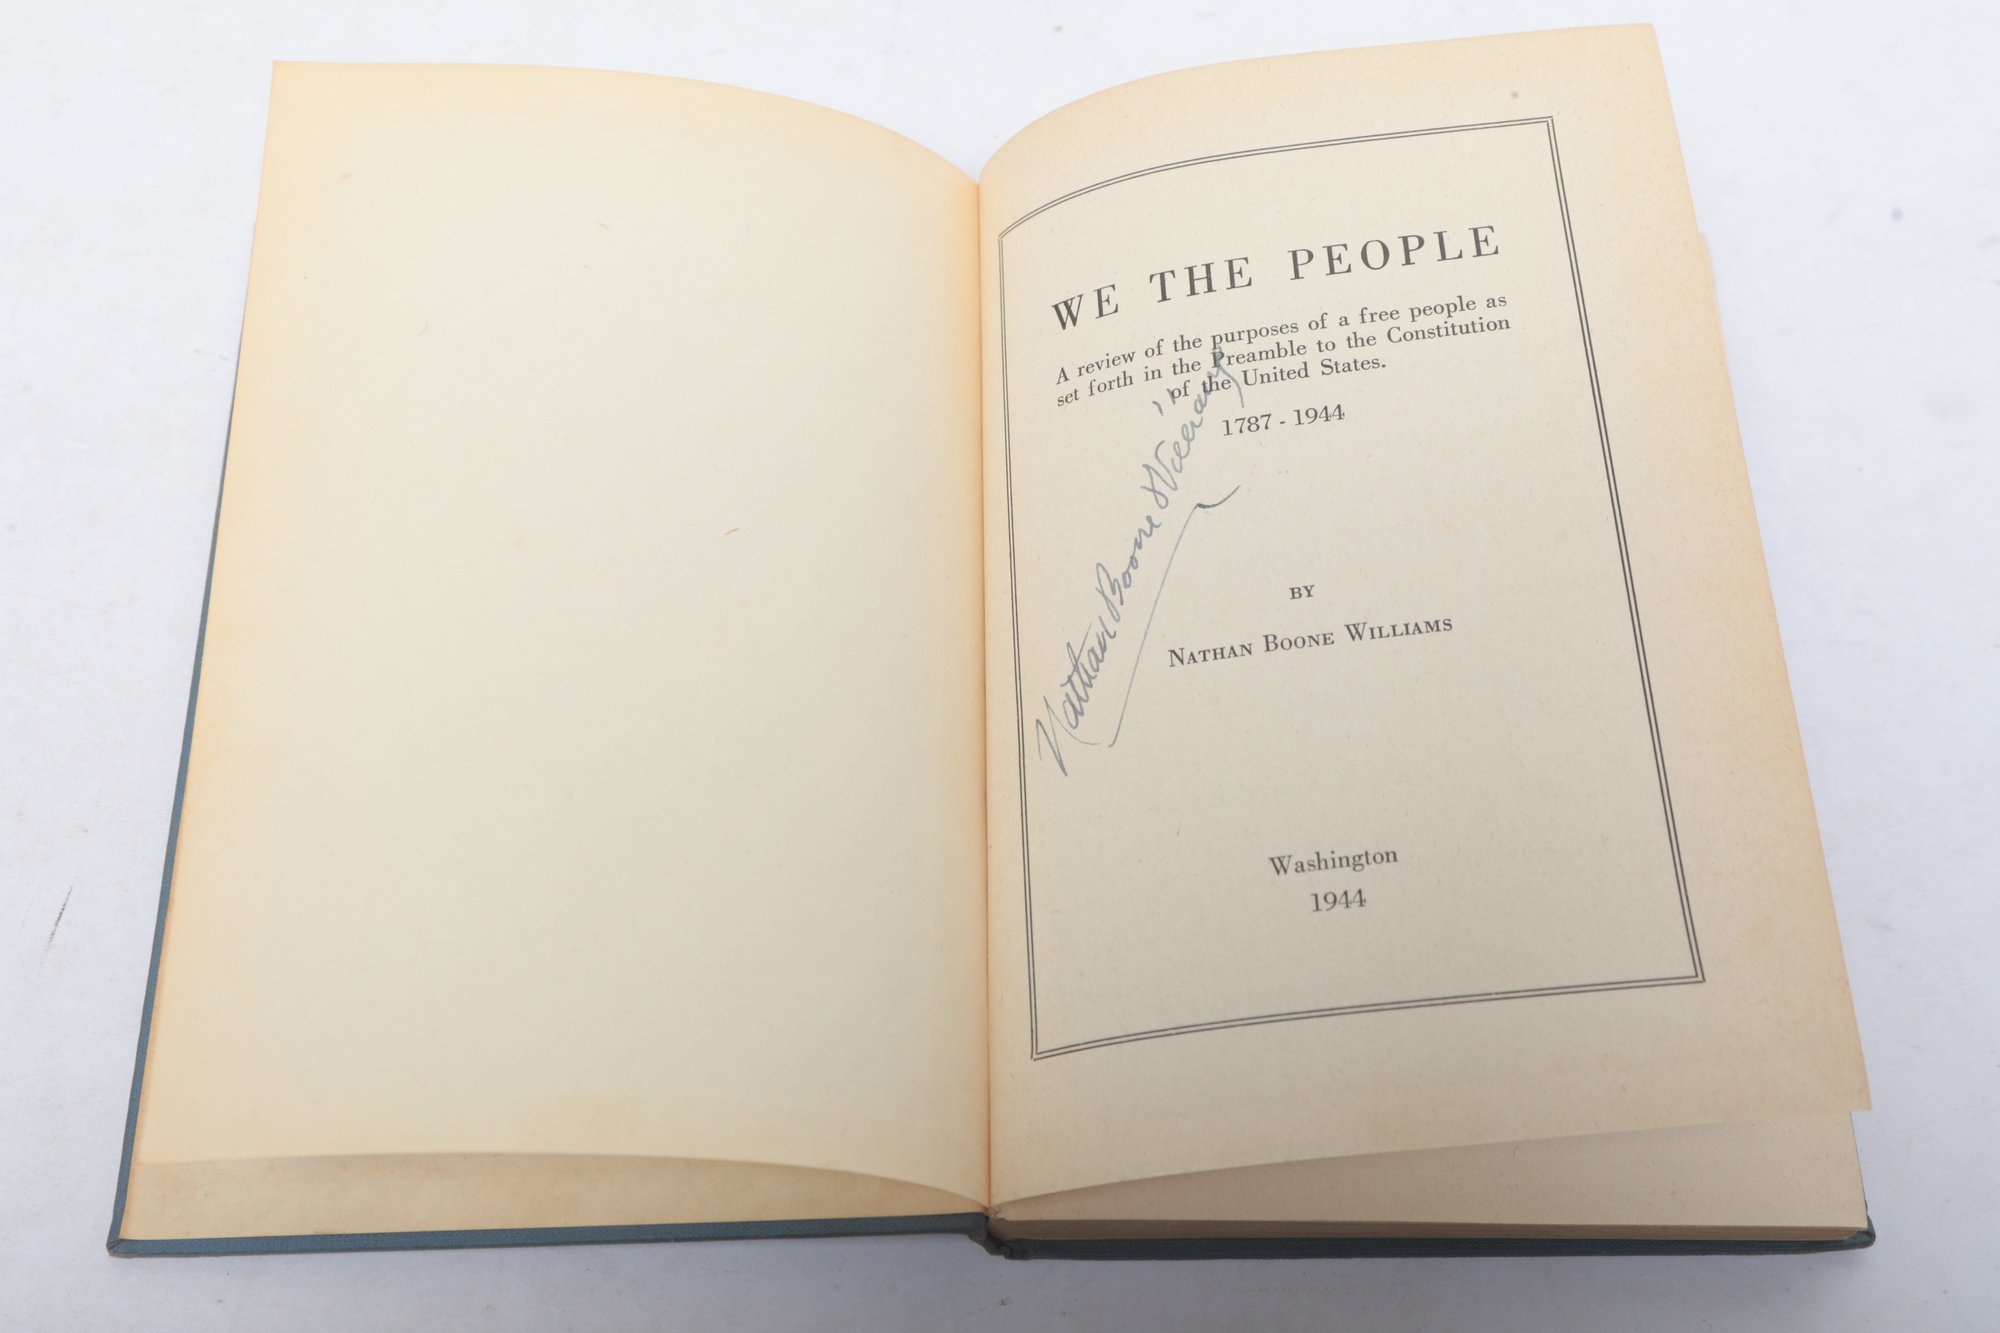 WE THE PEOPLE
A review of the purposes of a free people as
set forth in the Preamble to the Constitution
of the United States.
1787 - 1944
Nathan Boone Williams
BY
NATHAN BOONE WILLIAMS
Washington
1944